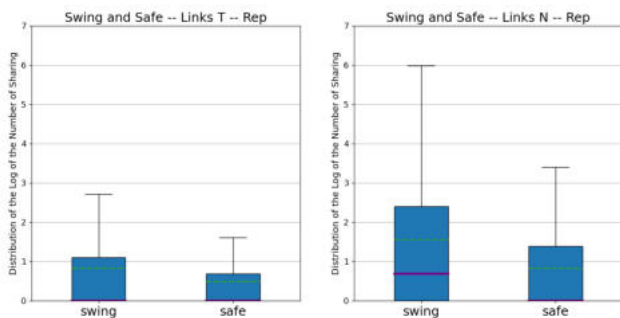 Swing and Safe -- Links T -- Rep
Distribution of the Log of the Number of Sharing
7
6
5
4
3
2
1
0
swing safe
Swing and Safe -- Links N -- Rep
Distribution of the Log of the Number of Sharing
7
6
5
4
3
2
1
0
swing safe